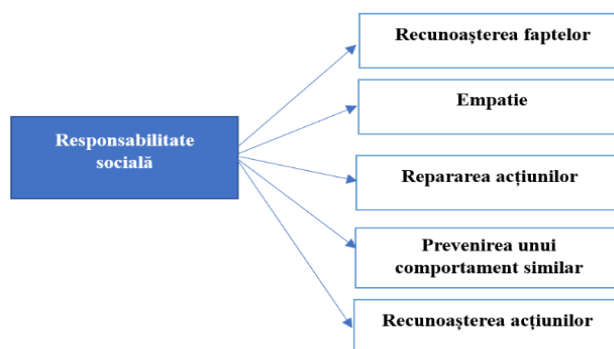 Responsabilitate
socială
Recunoașterea faptelor
Empatie
Repararea acțiunilor
Prevenirea unui
comportament similar
Recunoașterea acțiunilor